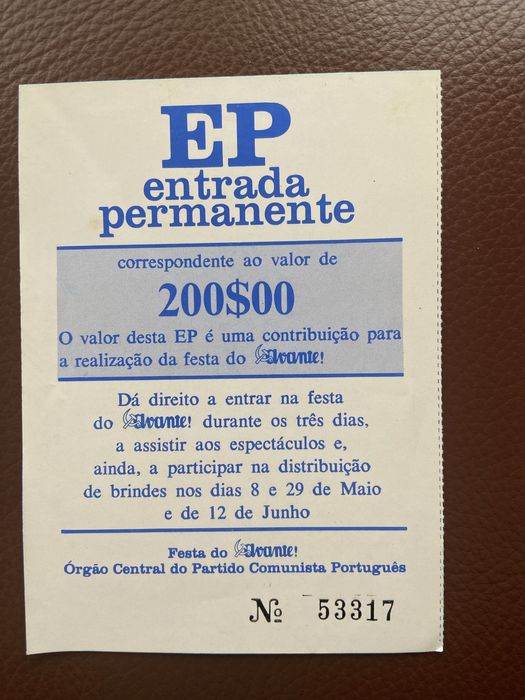 EP
entrada
permanente
correspondente ao valor de
200$00
O valor desta EP é uma contribuição para
a realização da festa do Avante!
Dá direito a entrar na festa
do Avante! durante os três dias,
a assistir aos espectáculos e,
ainda, a participar na distribuição
de brindes nos dias 8 e 29 de Maio
e de 12 de Junho
Festa do Avante!
Órgão Central do Partido Comunista Português
Nº 53317